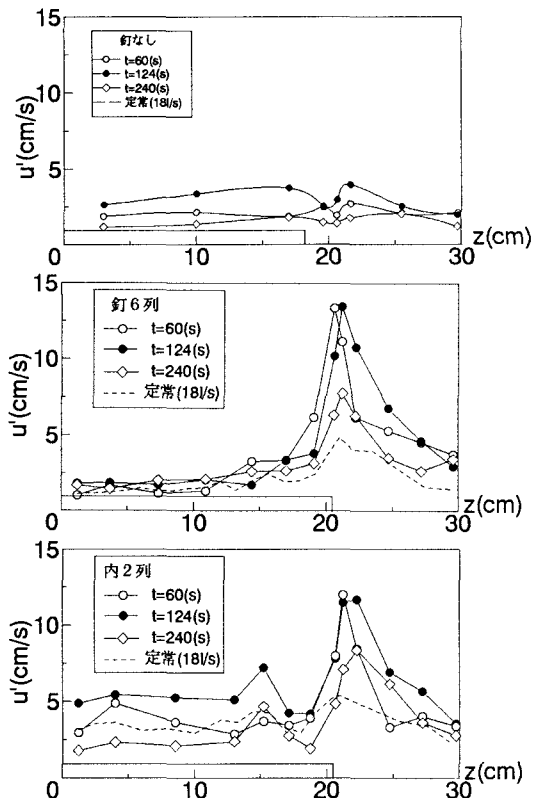 15
釘なし
t=60(s)
t=124(s)
t=240(s)
定常(18l/s)
10
u'(cm/s)
5
0
10
20
z(cm)
30
15
釘6列
t=60(s)
t=124(s)
t=240(s)
定常(18l/s)
10
u'(cm/s)
5
0
10
20
z(cm)
30
15
内2列
t=60(s)
t=124(s)
t=240(s)
定常(18l/s)
10
u'(cm/s)
5
0
10
20
z(cm)
30